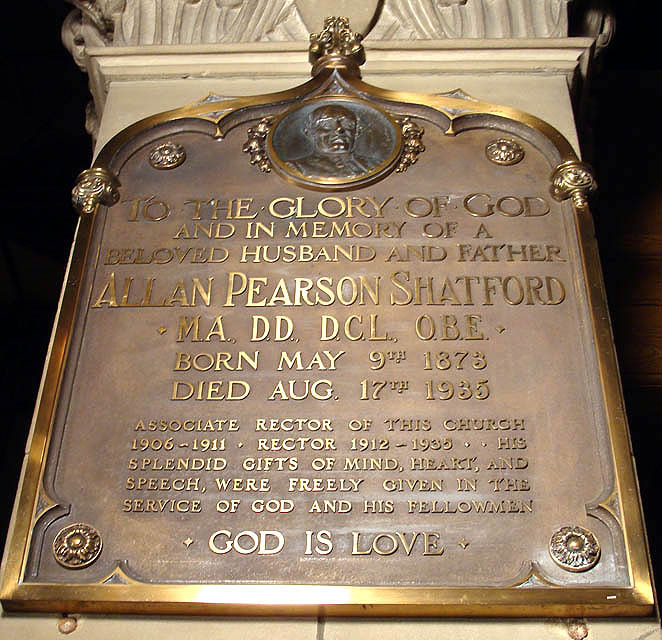 TO THE GLORY OF GOD
AND IN MEMORY OF A
BELOVED HUSBAND AND FATHER
ALLAN PEARSON SHATFORD
· M.A., D.D., D.C.L., O.B.E. ·
BORN MAY 9TH 1873
DIED AUG. 17TH 1935
ASSOCIATE RECTOR OF THIS CHURCH
1906-1911 · RECTOR 1912-1935 · · HIS
SPLENDID GIFTS OF MIND, HEART, AND
SPEECH, WERE FREELY GIVEN IN THE
SERVICE OF GOD AND HIS FELLOWMEN
· GOD IS LOVE ·